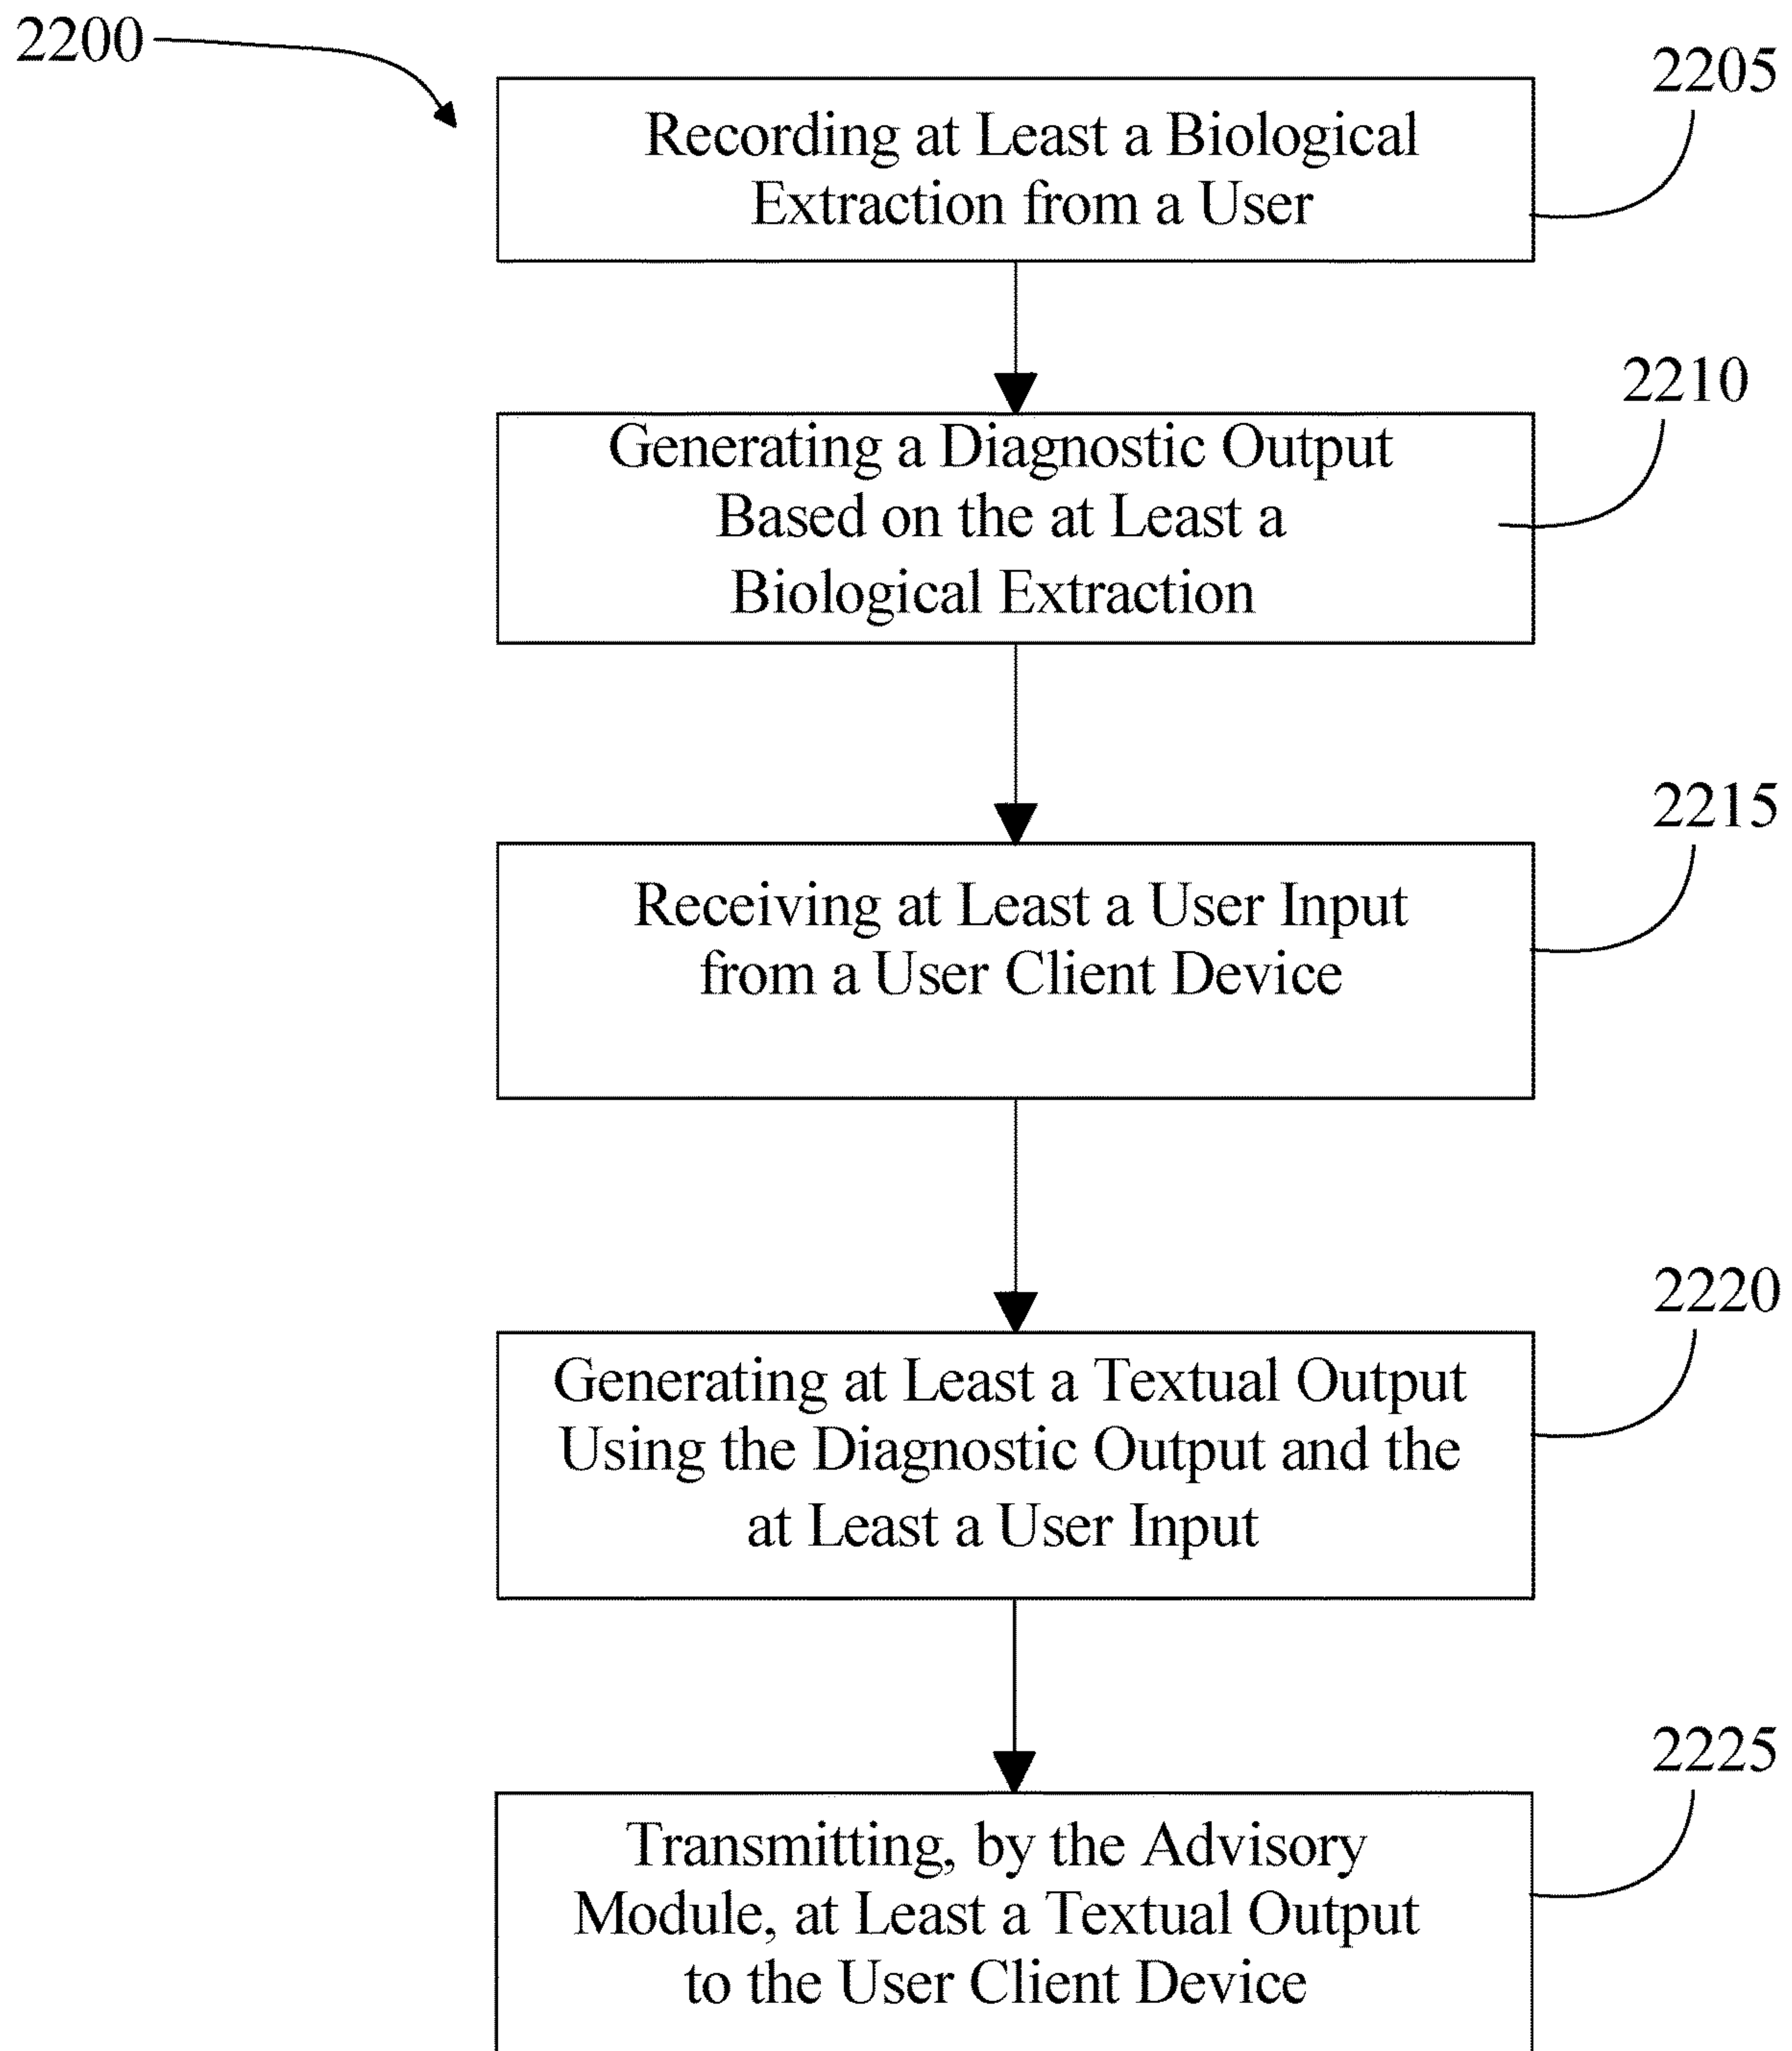 2200
2205
Recording at Least a Biological
Extraction from a User
2210
Generating a Diagnostic Output
Based on the at Least a
Biological Extraction
2215
Receiving at Least a User Input
from a User Client Device
2220
Generating at Least a Textual Output
Using the Diagnostic Output and the
at Least a User Input
2225
Transmitting, by the Advisory
Module, at Least a Textual Output
to the User Client Device